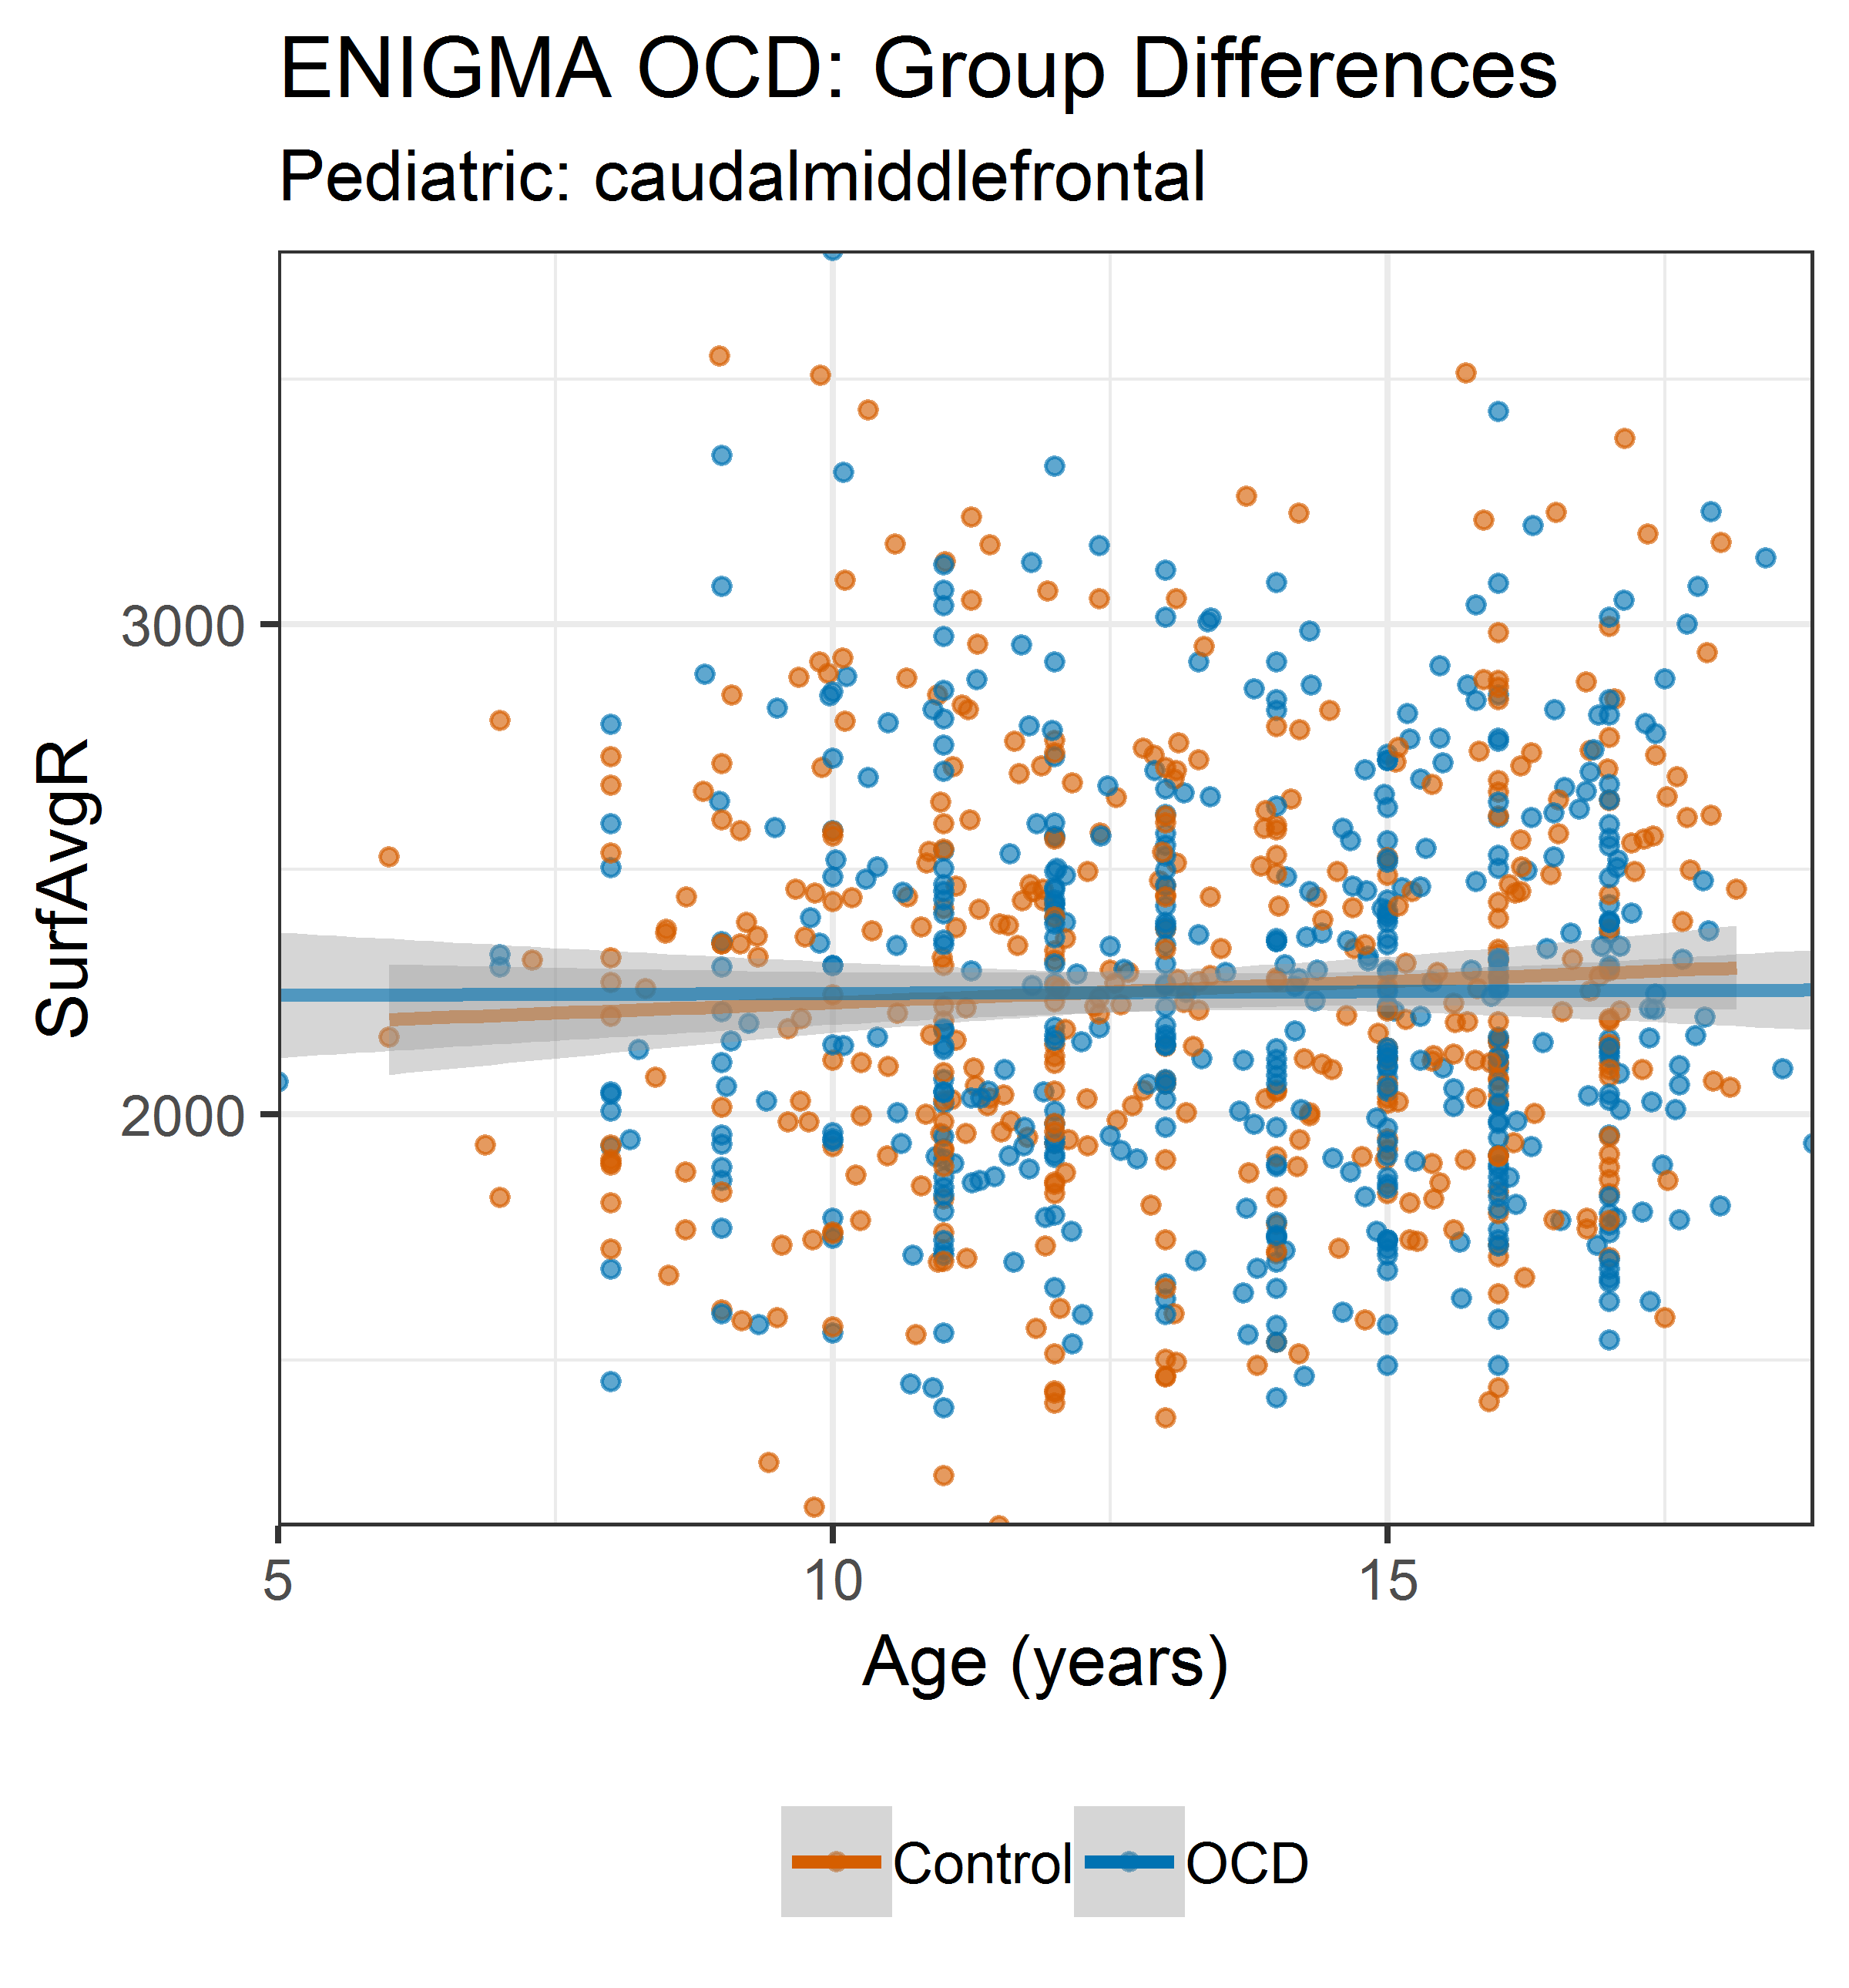 ENIGMA OCD: Group Differences
Pediatric: caudalmiddlefrontal
SurfAvgR
3000
2000
5 10 15
Age (years)
Control OCD